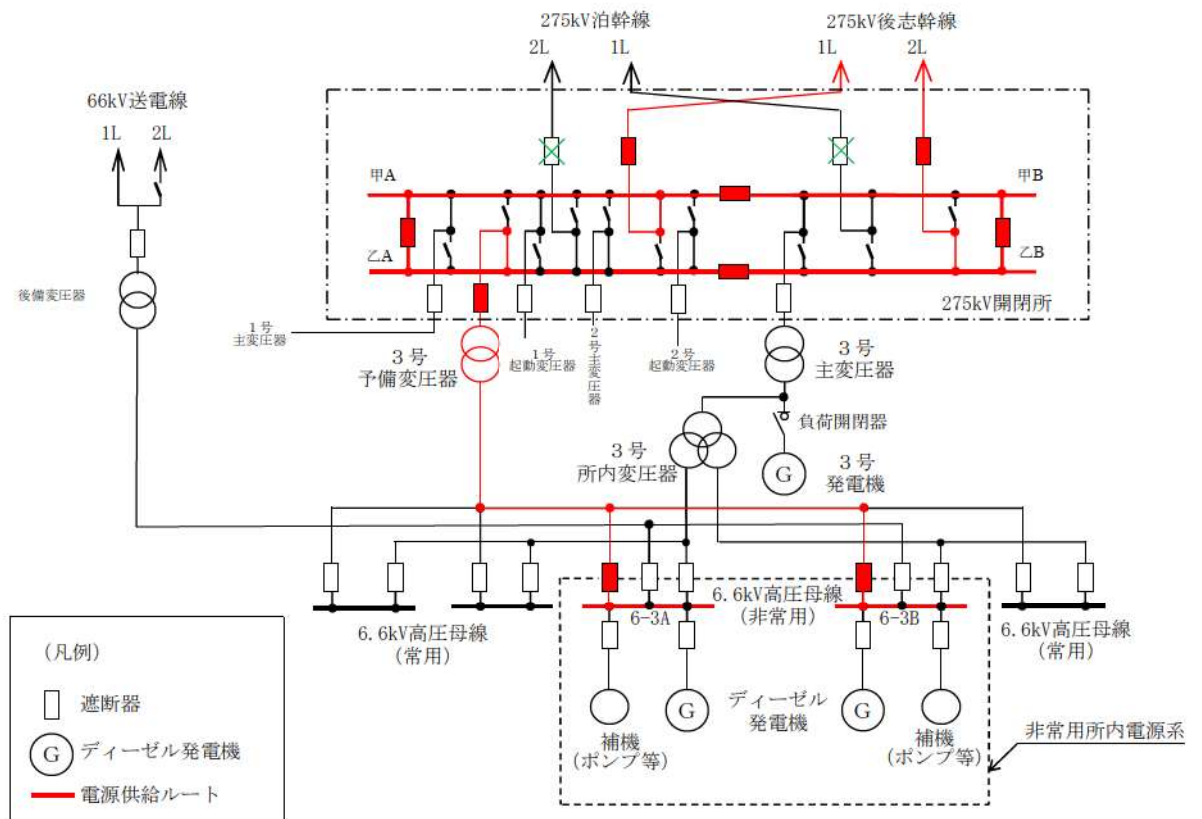 275kV泊幹線
275kV後志幹線
2L
1L
1L
2L
66kV送電線
1L
2L
甲A
甲B
乙A
乙B
後備変圧器
275kV開閉所
1号
主変圧器
3号
予備変圧器
1号
起動変圧器
2号主変圧器
2号
起動変圧器
3号
主変圧器
負荷開閉器
3号
所内変圧器
G
3号
発電機
6.6kV高圧母線
(常用)
6-3A
6.6kV高圧母線
(非常用)
6-3B
6.6kV高圧母線
(常用)
補機
(ポンプ等)
G
ディーゼル
発電機
G
補機
(ポンプ等)
非常用所内電源系
(凡例)
遮断器
G
ディーゼル発電機
電源供給ルート